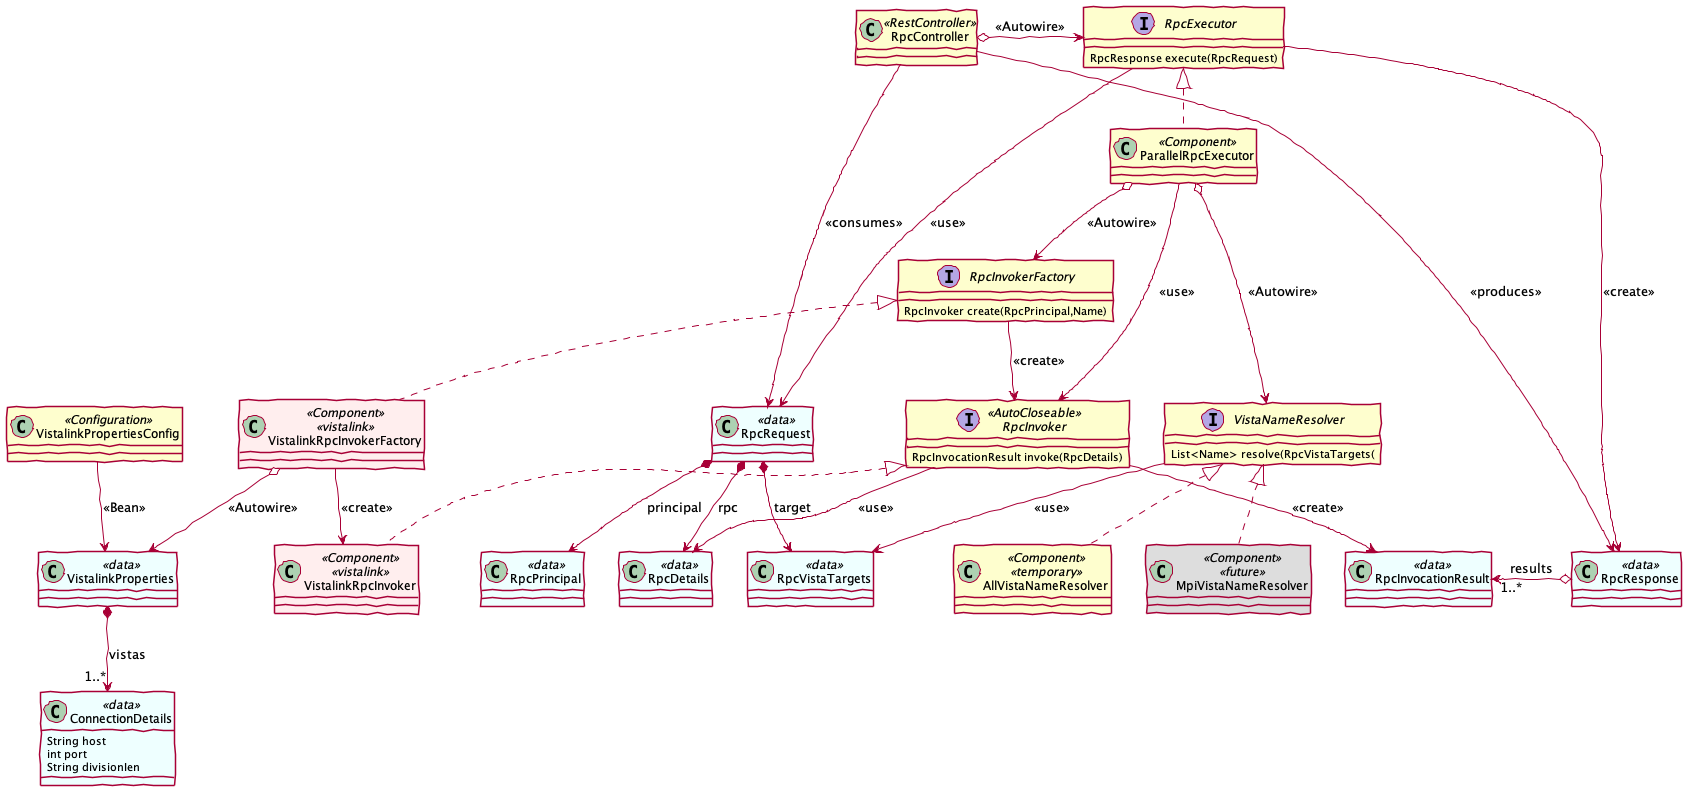 «RestController»
C RpcController
«Autowire»
I RpcExecutor
RpcResponse execute(RpcRequest)
«Component»
C ParallelRpcExecutor
«consumes»
«use»
«Autowire»
«use»
«Autowire»
«produces»
«create»
I RpcInvokerFactory
RpcInvoker create(RpcPrincipal,Name)
«create»
«Configuration»
C VistalinkPropertiesConfig
«Component»
«vistalink»
C VistalinkRpcInvokerFactory
«data»
C RpcRequest
«AutoCloseable»
I RpcInvoker
RpcInvocationResult invoke(RpcDetails)
I VistaNameResolver
List<Name> resolve(RpcVistaTargets(
«Bean»
«Autowire»
«create»
principal
rpc
target
«use»
«use»
«create»
«data»
C VistalinkProperties
«Component»
«vistalink»
C VistalinkRpcInvoker
«data»
C RpcPrincipal
«data»
C RpcDetails
«data»
C RpcVistaTargets
«Component»
«temporary»
C AllVistaNameResolver
«Component»
«future»
C MpiVistaNameResolver
«data»
C RpcInvocationResult
results
1..*
«data»
C RpcResponse
vistas
1..*
«data»
C ConnectionDetails
String host
int port
String divisionIen